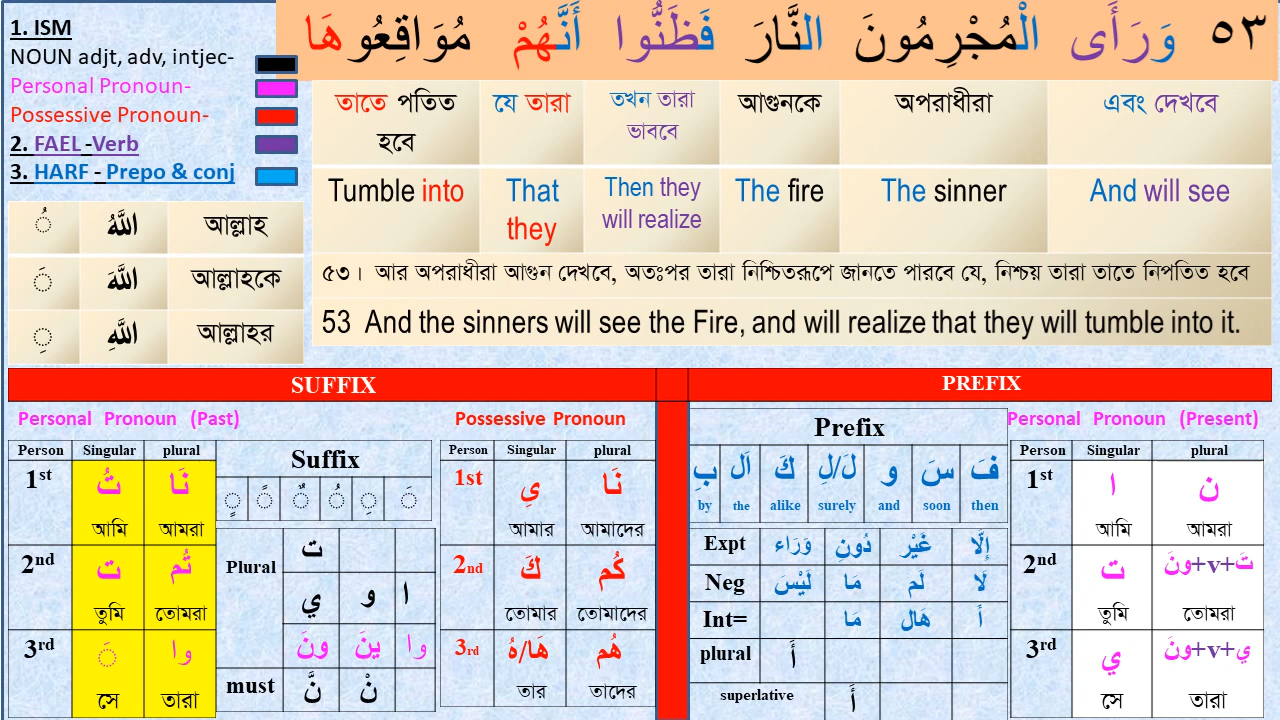 1. ISM
NOUN adjt, adv, intjec-
Personal Pronoun-
Possessive Pronoun-
2. FAEL -Verb
3. HARF - Prepo & conj
وَرَأَى الْمُجْرِمُونَ النَّارَ فَظَنُّوا أَنَّهُمْ مُوَاقِعُوهَا ٥٣
এবং দেখবে
অপরাধীরা
আগুনকে
তখন তারা
ভাববে
যে তারা
তাতে পতিত
হবে
And will see
The sinner
The fire
Then they
will realize
That
they
Tumble into
৫৩। আর অপরাধীরা আগুন দেখবে, অতঃপর তারা নিশ্চিতরূপে জানতে পারবে যে, নিশ্চয় তারা তাতে নিপতিত হবে
53 And the sinners will see the Fire, and will realize that they will tumble into it.
ُ اللَّهُ আল্লাহ
َ اللَّهَ আল্লাহকে
ِ اللَّهِ আল্লাহর
SUFFIX
Personal Pronoun (Past)
Person Singular plural
1st تُ نَا
আমি আমরা
2nd ت تُم
তুমি তোমরা
3rd َ وا
সে তারা
Suffix
ٍ ً ٌ ُ ِ َ
Plural
ت
ي و ا
ونَ ينَ وا
must نَّ نْ
Possessive Pronoun
Person Singular plural
1st يِ نَا
আমার আমাদের
2nd كَ كُم
তোমার তোমাদের
3rd هَا/هُ هُم
তার তাদের
PREFIX
Prefix
بِ اَل كَ لَ/لِ و سَ فَ
by the alike surely and soon then
Expt وَرَاء دُونِ غَيْر إِلَّا
Neg لَيْسَ مَا لَم لَا
Int= مَا هَال أَ
plural أَ
superlative أَ
Personal Pronoun (Present)
Person Singular plural
1st ا ن
আমি আমরা
2nd ت تَ+v+ونَ
তুমি তোমরা
3rd ي ي+v+ونَ
সে তারা